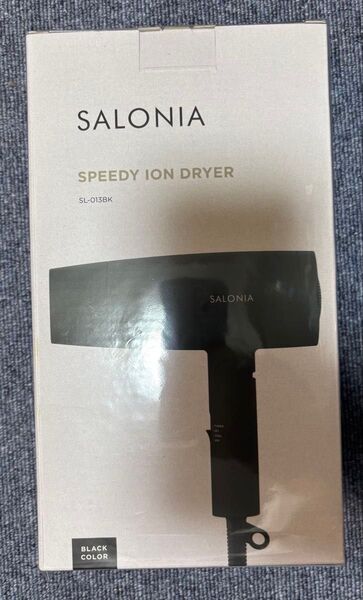 SALONIA
SPEEDY ION DRYER
SL-013BK
SALONIA
BLACK
COLOR